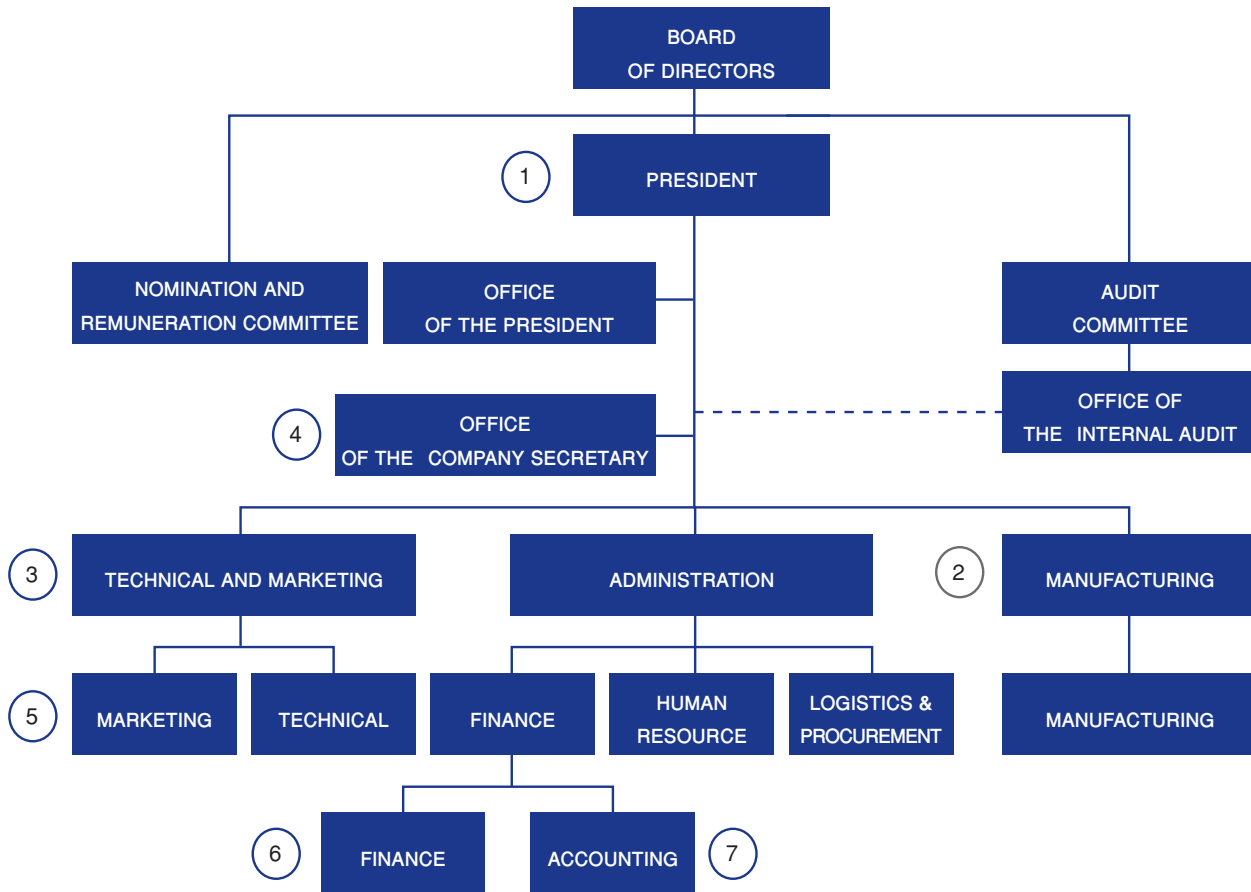 BOARD
OF DIRECTORS
1
PRESIDENT
NOMINATION AND
REMUNERATION COMMITTEE
OFFICE
OF THE PRESIDENT
AUDIT
COMMITTEE
4
OFFICE
OF THE COMPANY SECRETARY
OFFICE OF
THE INTERNAL AUDIT
3
TECHNICAL AND MARKETING
ADMINISTRATION
2
MANUFACTURING
5
MARKETING
TECHNICAL
FINANCE
HUMAN
RESOURCE
LOGISTICS &
PROCUREMENT
MANUFACTURING
6
FINANCE
ACCOUNTING
7